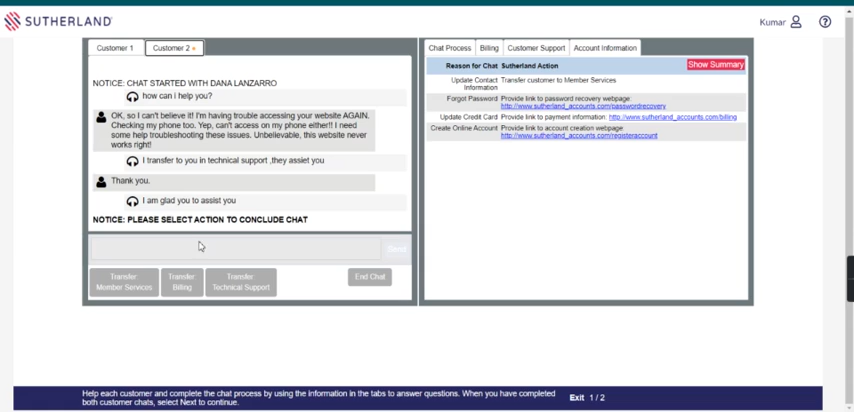 SUTHERLAND
Kumar
Customer 1
Customer 2
NOTICE: CHAT STARTED WITH DANA LANZARRO
how can i help you?
OK, so I can't believe it! I'm having trouble accessing your website AGAIN.
Checking my phone too. Yep, can't access on my phone either!! I need
some help troubleshooting these issues. Unbelievable, this website never
works right!
I transfer to you in technical support ,they assiet you
Thank you.
I am glad you to assist you
NOTICE: PLEASE SELECT ACTION TO CONCLUDE CHAT
Send
Transfer
Member Services
Transfer
Billing
Transfer
Technical Support
End Chat
Chat Process
Billing
Customer Support
Account Information
Reason for Chat Sutherland Action
Show Summary
Update Contact Transfer customer to Member Services
Information
Forgot Password Provide link to password recovery webpage:
http://www.sutherland_accounts.com/passwordrecovery
Update Credit Card Provide link to payment information: http://www.sutherland_accounts.com/billing
Create Online Account Provide link to account creation webpage:
http://www.sutherland_accounts.com/registeraccount
Help each customer and complete the chat process by using the information in the tabs to answer questions. When you have completed
both customer chats, select Next to continue.
Exit 1 / 2